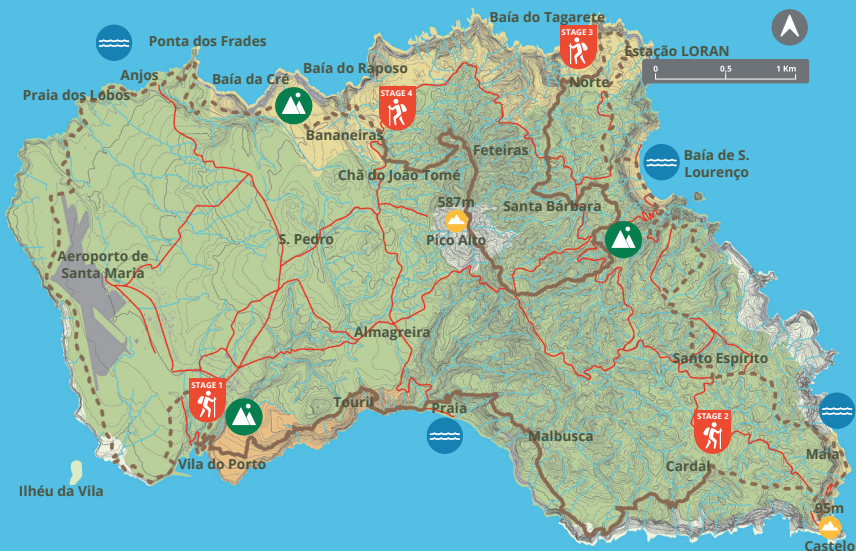 Baía do Tagarete
STAGE 3
Ponta dos Frades
Estação LORAN
0 0,5 1 Km
Baía do Raposo
Anjos
Baía da Cré
Norte
Praia dos Lobos
STAGE 4
Bananeiras
Feteiras
Baía de S.
Lourenço
Chã do João Tomé
587m
Santa Bárbara
S. Pedro
Pico Alto
Aeroporto de
Santa Maria
Almagreira
Santo Espírito
STAGE 1
Touril
Praia
STAGE 2
Malbusca
Maia
Vila do Porto
Cardal
Ilhéu da Vila
95m
Castelo